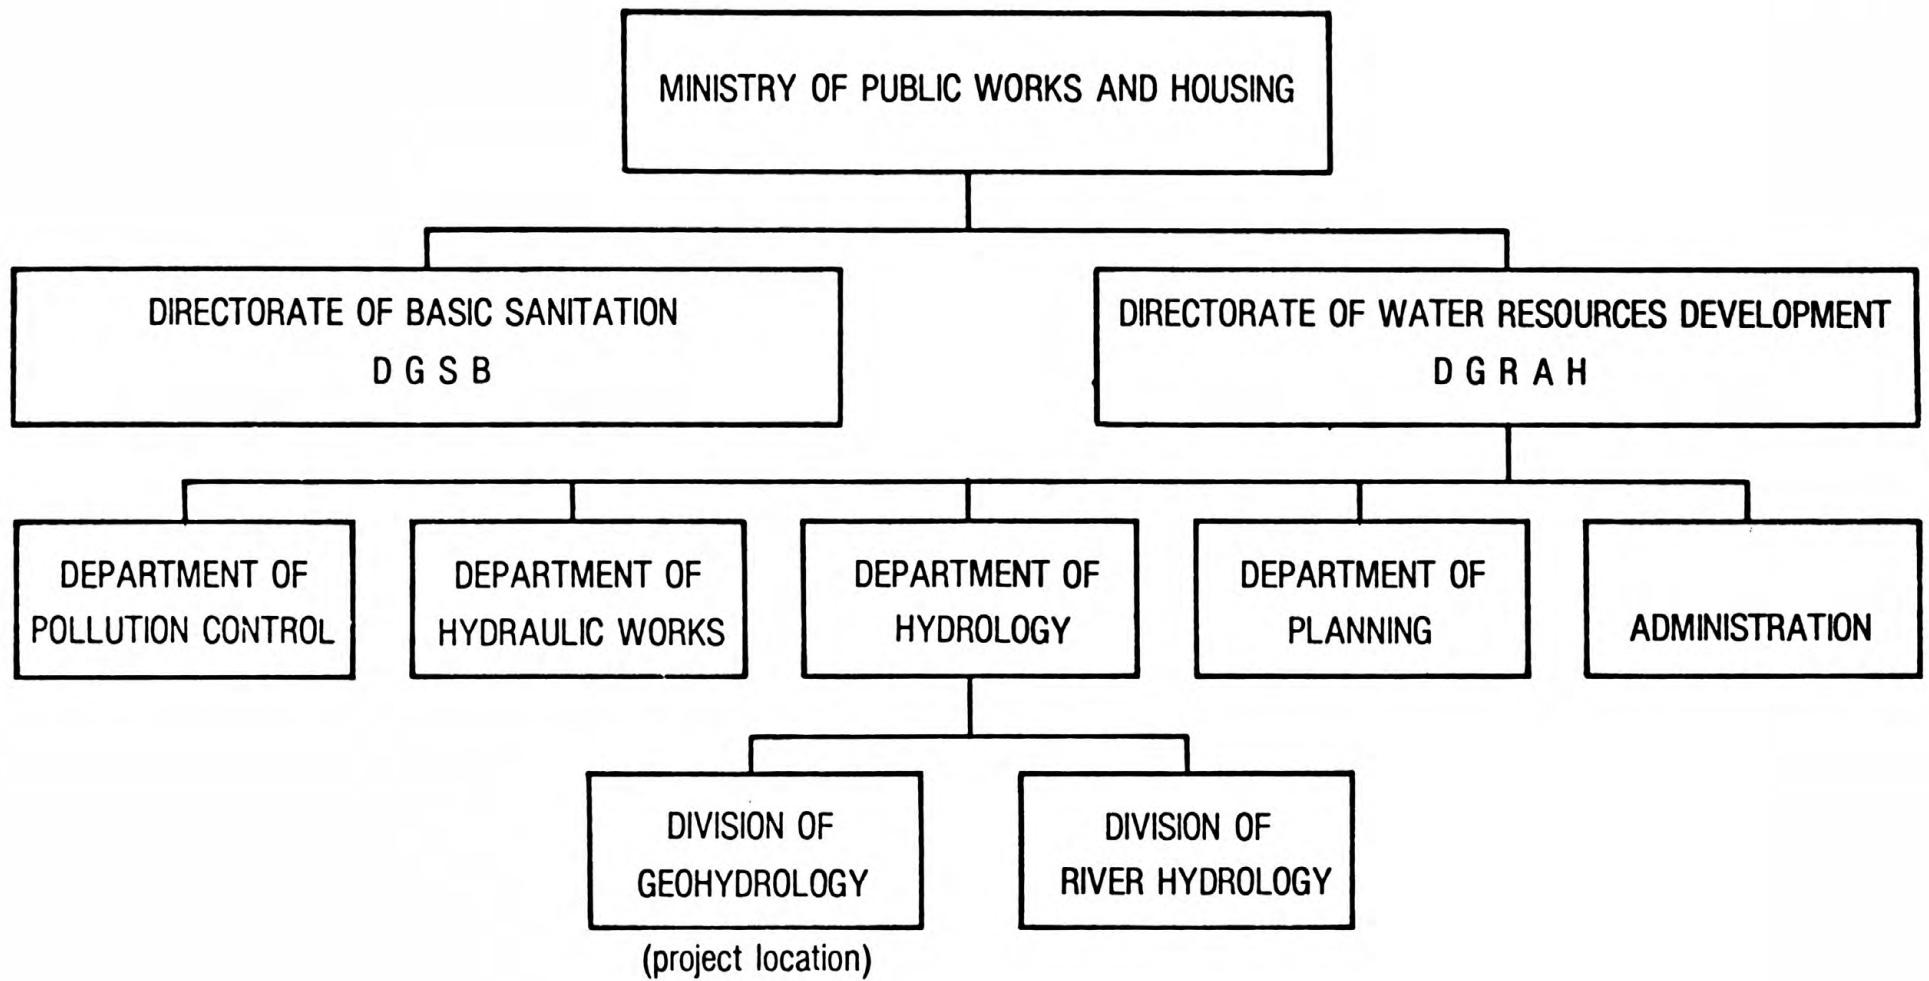 MINISTRY OF PUBLIC WORKS AND HOUSING
DIRECTORATE OF BASIC SANITATION
D G S B
DIRECTORATE OF WATER RESOURCES DEVELOPMENT
D G R A H
DEPARTMENT OF
POLLUTION CONTROL
DEPARTMENT OF
HYDRAULIC WORKS
DEPARTMENT OF
HYDROLOGY
DEPARTMENT OF
PLANNING
ADMINISTRATION
DIVISION OF
GEOHYDROLOGY
(project location)
DIVISION OF
RIVER HYDROLOGY